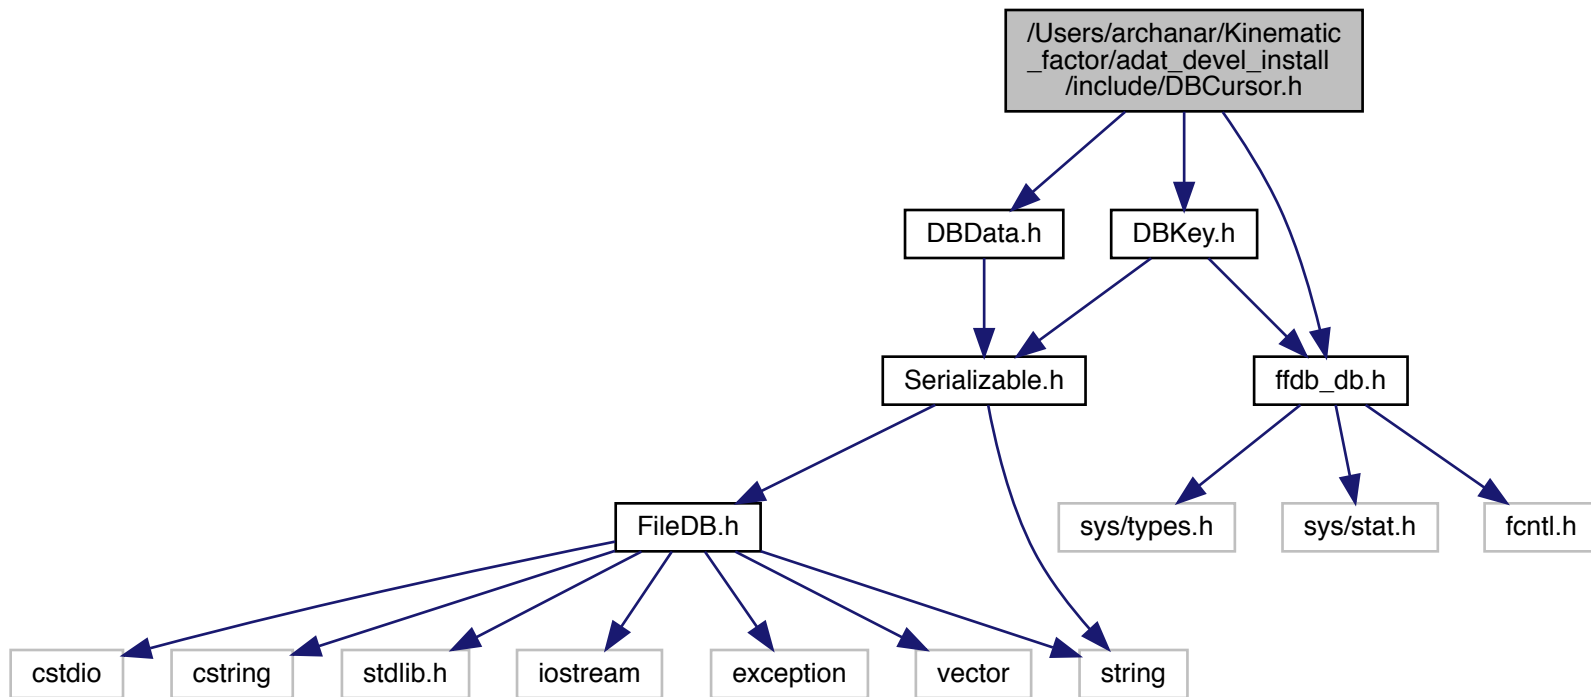 /Users/archanar/Kinematic
_factor/adat_devel_install
/include/DBCursor.h
DBData.h
DBKey.h
Serializable.h
ffdb_db.h
FileDB.h
sys/types.h
sys/stat.h
fcntl.h
cstdio
cstring
stdlib.h
iostream
exception
vector
string